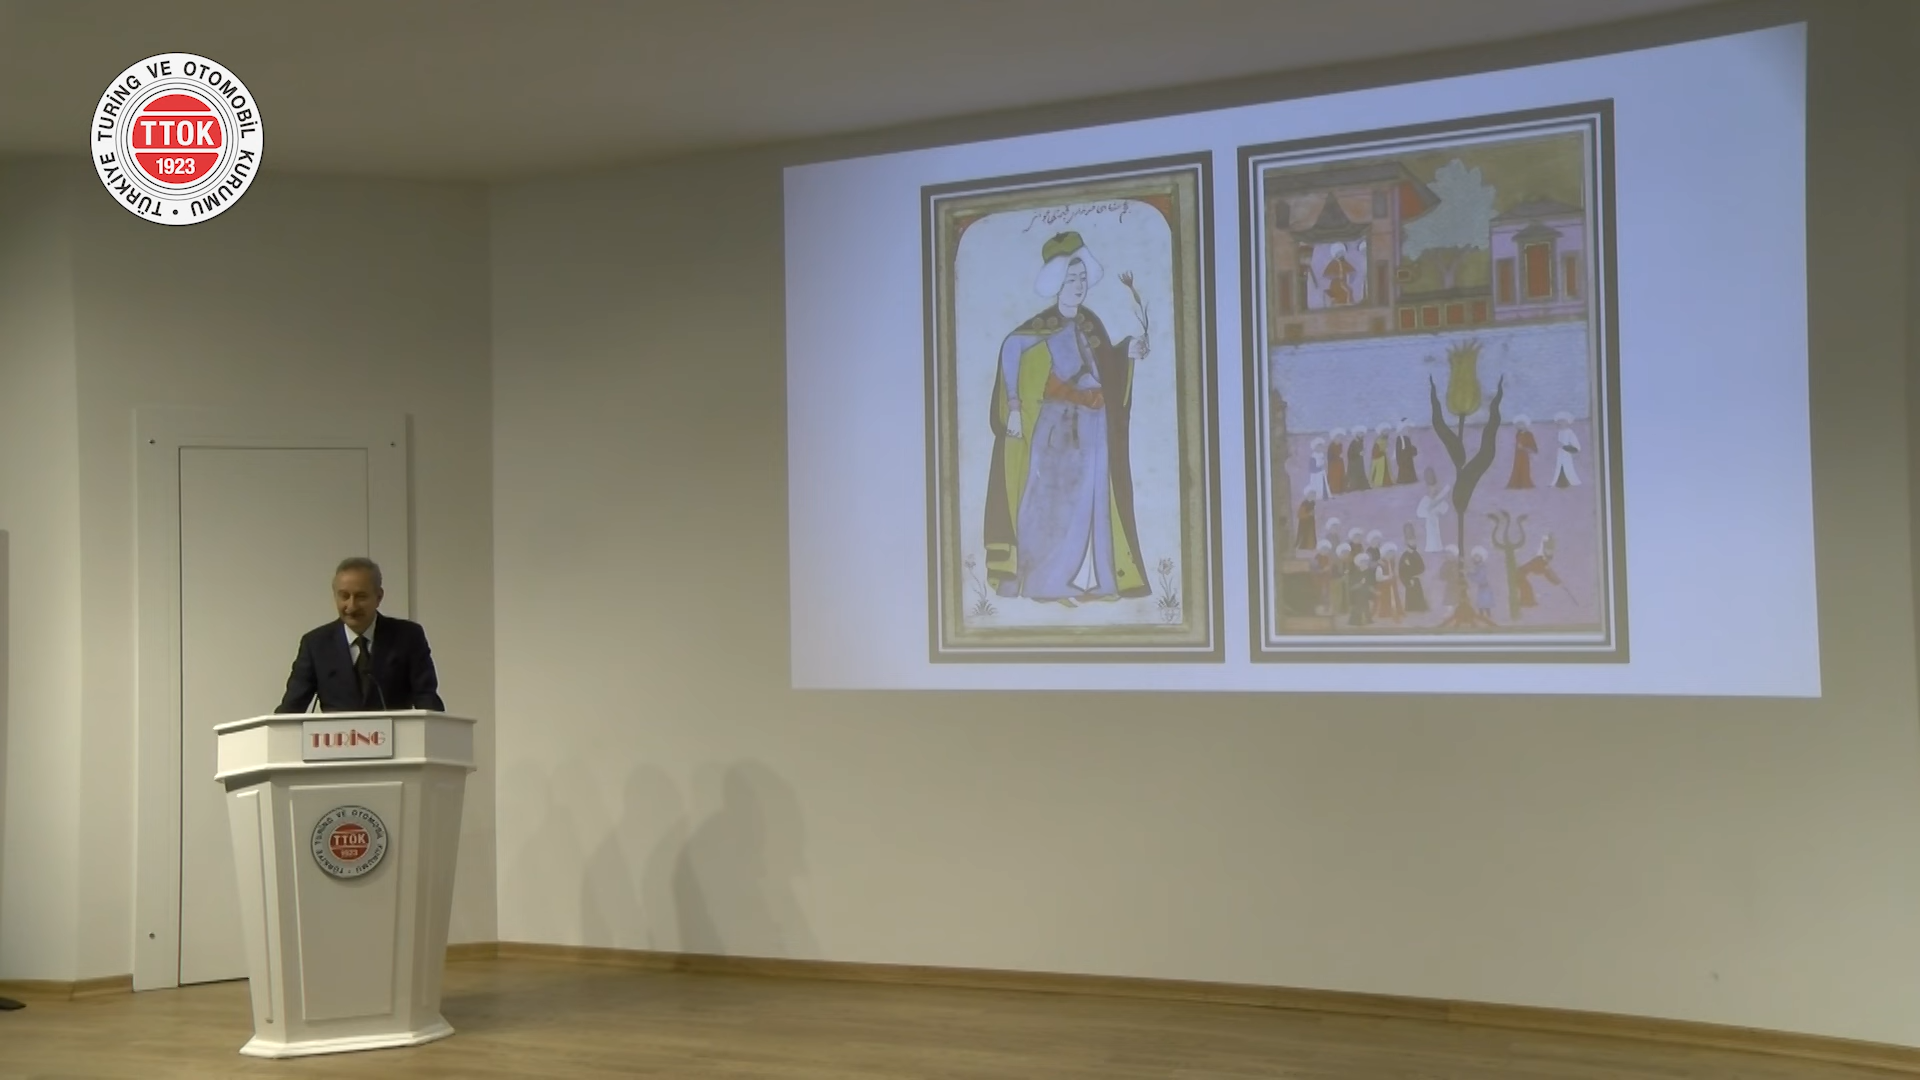 TÜRKİYE TURİNG VE OTOMOBİL KURUMU •
TTOK
1923
TURİNG
TÜRKİYE TURİNG VE OTOMOBİL KURUMU •
TTOK
1923